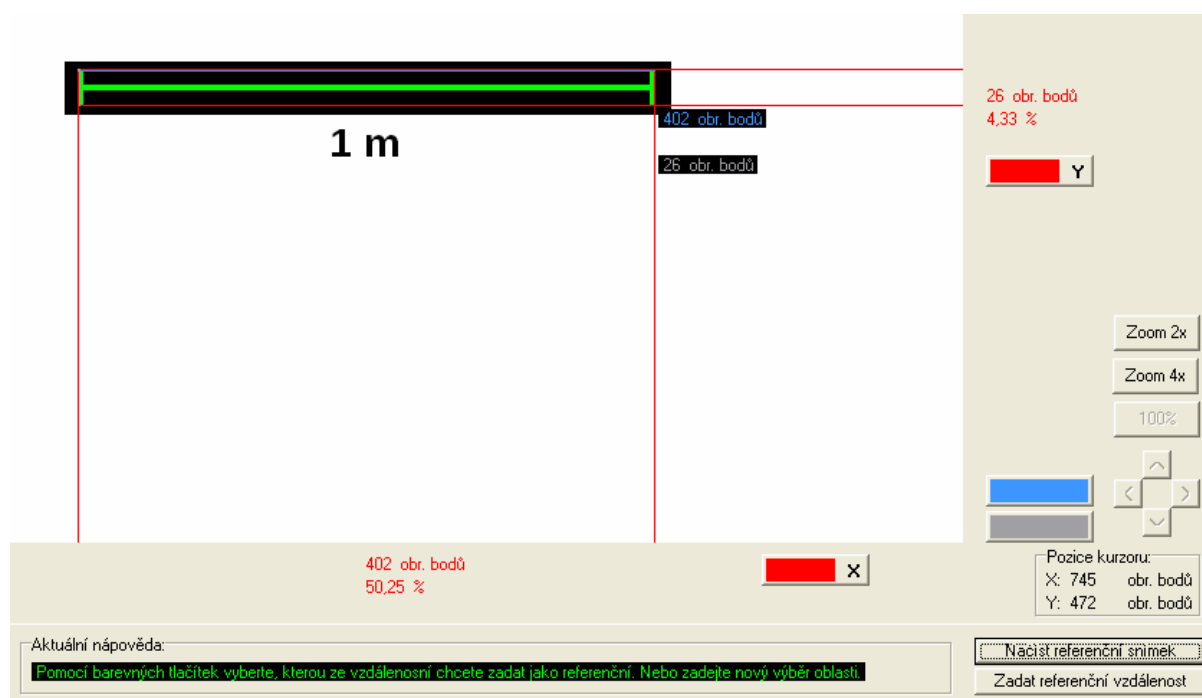 26 obr. bodů
4,33 %
402 obr. bodů
1 m
26 obr. bodů
Y
Zoom 2x
Zoom 4x
100%
402 obr. bodů
50,25 %
X
Pozice kurzoru:
X: 745 obr. bodů
Y: 472 obr. bodů
Aktuální nápověda:
Pomocí barevných tlačítek vyberte, kterou ze vzdálenosní chcete zadat jako referenční. Nebo zadejte nový výběr oblasti.
Načíst referenční snímek
Zadat referenční vzdálenost